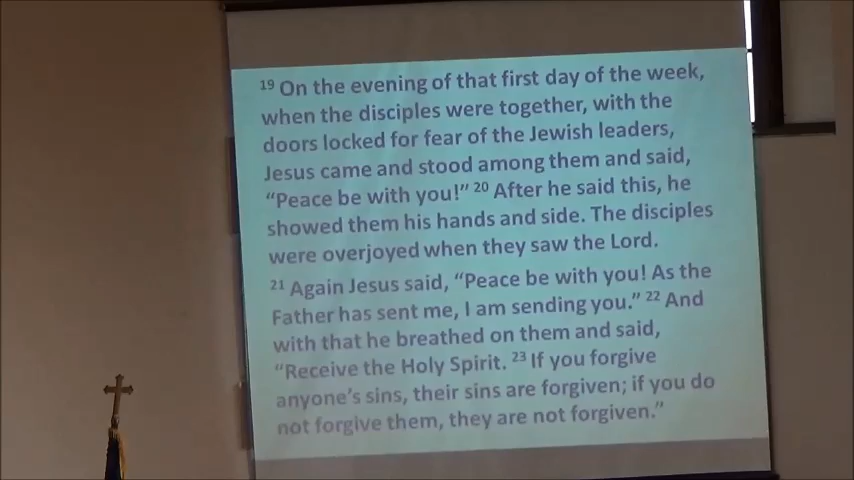 19 On the evening of that first day of the week,
when the disciples were together, with the
doors locked for fear of the Jewish leaders,
Jesus came and stood among them and said,
“Peace be with you!” 20 After he said this, he
showed them his hands and side. The disciples
were overjoyed when they saw the Lord.
21 Again Jesus said, “Peace be with you! As the
Father has sent me, I am sending you.” 22 And
with that he breathed on them and said,
“Receive the Holy Spirit. 23 If you forgive
anyone’s sins, their sins are forgiven; if you do
not forgive them, they are not forgiven.”